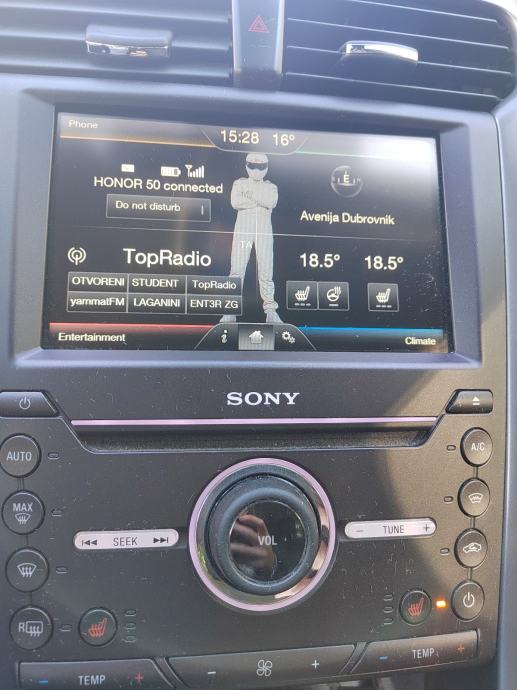 Phone
15:28 16°
HONOR 50 connected
Do not disturb
E
Avenija Dubrovnik
TA
TopRadio
18.5° 18.5°
OTVORENI STUDENT TopRadio
yammatFM LAGANINI ENT3R ZG
Entertainment
i
Climate
SONY
AUTO
A/C
MAX
SEEK
VOL
− TUNE +
R
− TEMP +
− +
− TEMP +